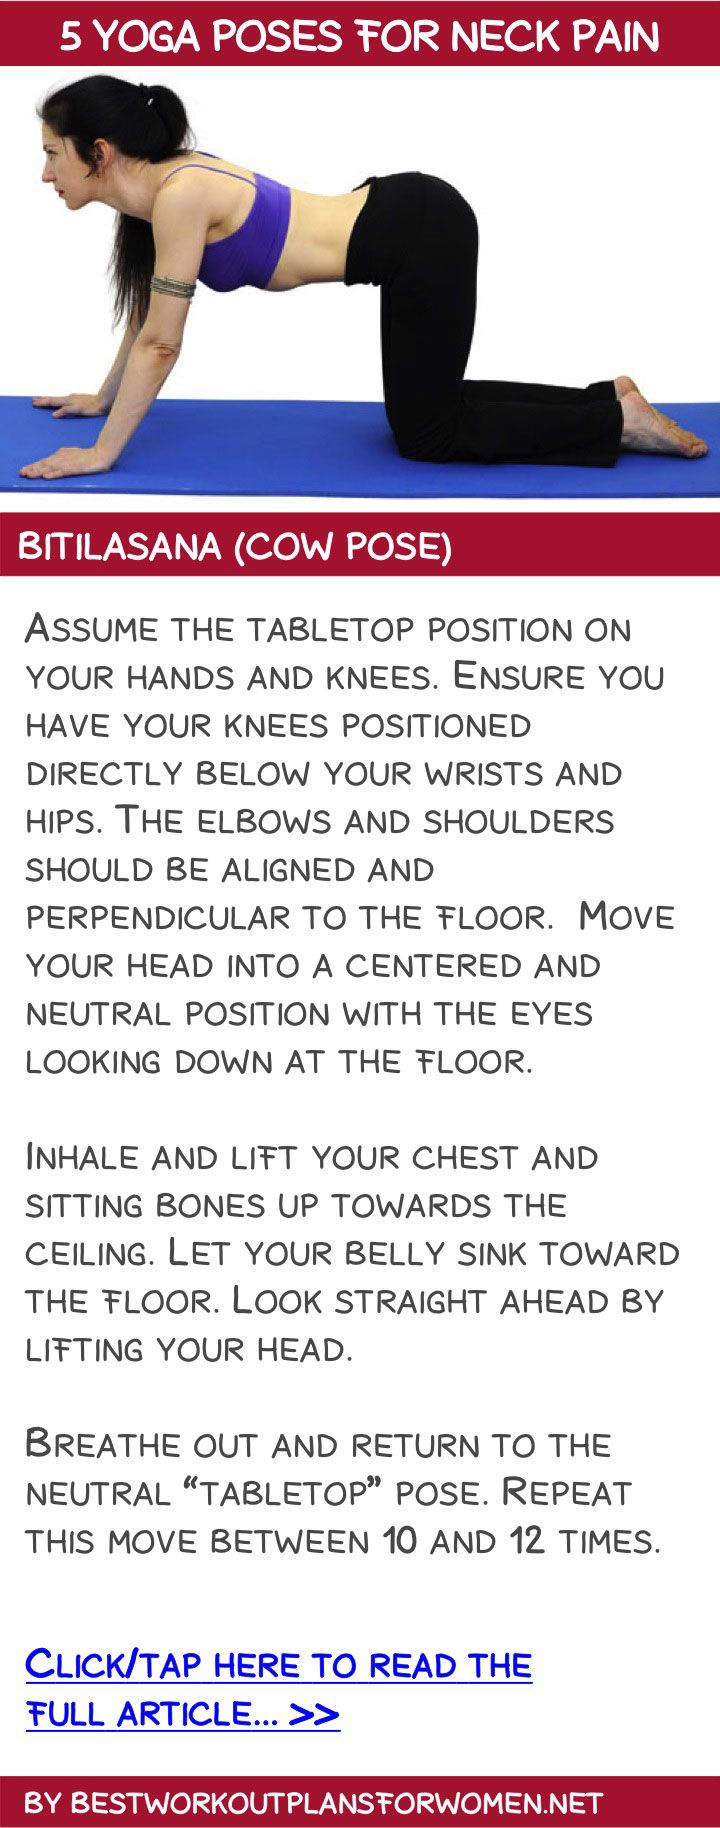 5 YOGA POSES FOR NECK PAIN
BITILASANA (COW POSE)
ASSUME THE TABLETOP POSITION ON
YOUR HANDS AND KNEES. ENSURE YOU
HAVE YOUR KNEES POSITIONED
DIRECTLY BELOW YOUR WRISTS AND
HIPS. THE ELBOWS AND SHOULDERS
SHOULD BE ALIGNED AND
PERPENDICULAR TO THE FLOOR. MOVE
YOUR HEAD INTO A CENTERED AND
NEUTRAL POSITION WITH THE EYES
LOOKING DOWN AT THE FLOOR.
INHALE AND LIFT YOUR CHEST AND
SITTING BONES UP TOWARDS THE
CEILING. LET YOUR BELLY SINK TOWARD
THE FLOOR. LOOK STRAIGHT AHEAD BY
LIFTING YOUR HEAD.
BREATHE OUT AND RETURN TO THE
NEUTRAL “TABLETOP” POSE. REPEAT
THIS MOVE BETWEEN 10 AND 12 TIMES.
CLICK/TAP HERE TO READ THE
FULL ARTICLE... >>
BY BESTWORKOUTPLANSFORWOMEN.NET